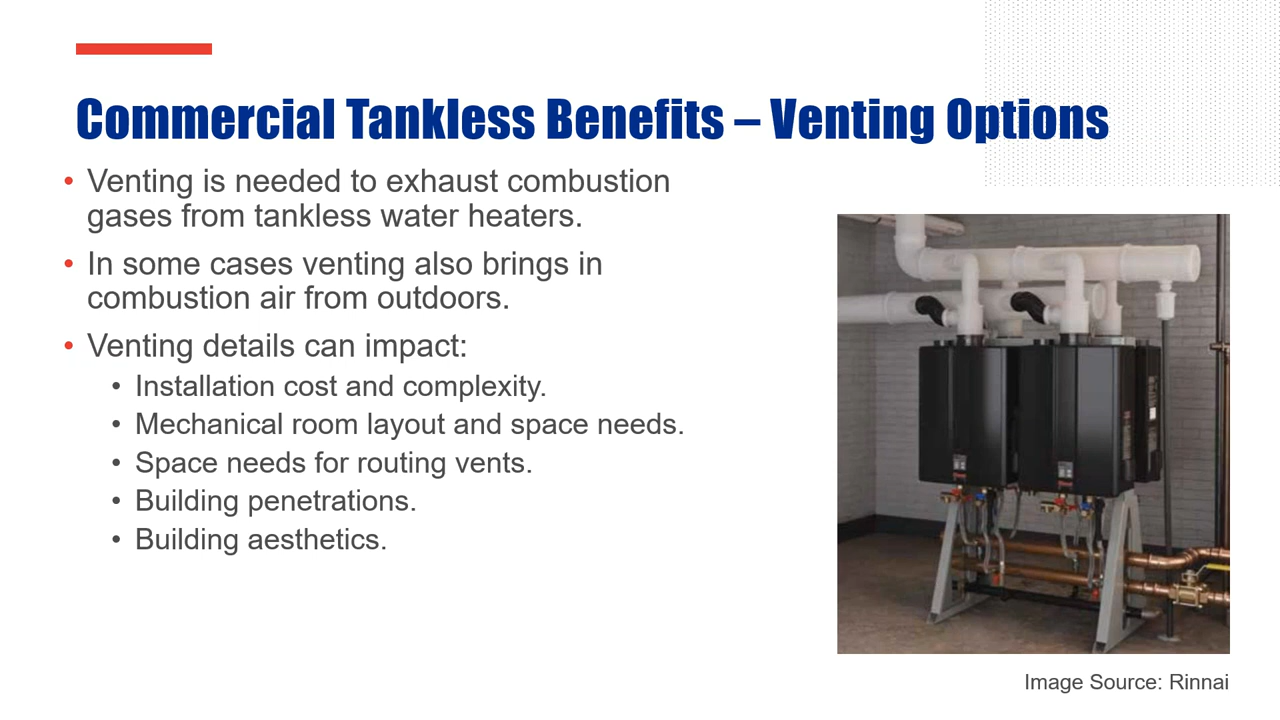 Commercial Tankless Benefits – Venting Options
• Venting is needed to exhaust combustion
gases from tankless water heaters.
• In some cases venting also brings in
combustion air from outdoors.
• Venting details can impact:
• Installation cost and complexity.
• Mechanical room layout and space needs.
• Space needs for routing vents.
• Building penetrations.
• Building aesthetics.
Image Source: Rinnai